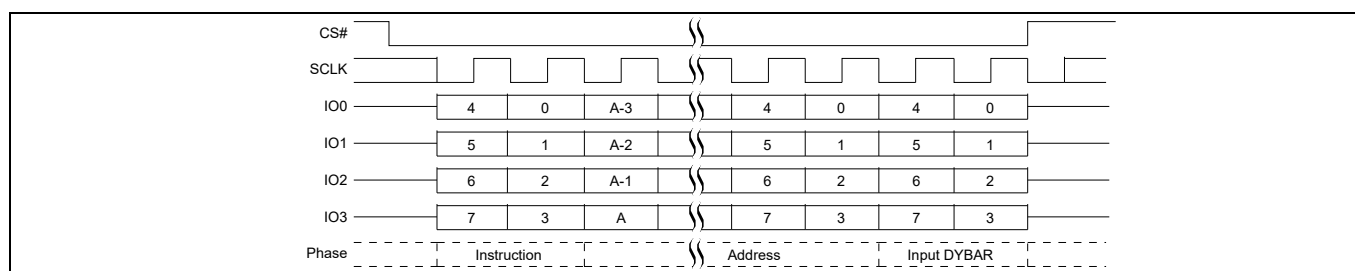 CS#
SCLK
IO0 4 0 A-3 4 0 4 0
IO1 5 1 A-2 5 1 5 1
IO2 6 2 A-1 6 2 6 2
IO3 7 3 A 7 3 7 3
Phase Instruction Address Input DYBAR